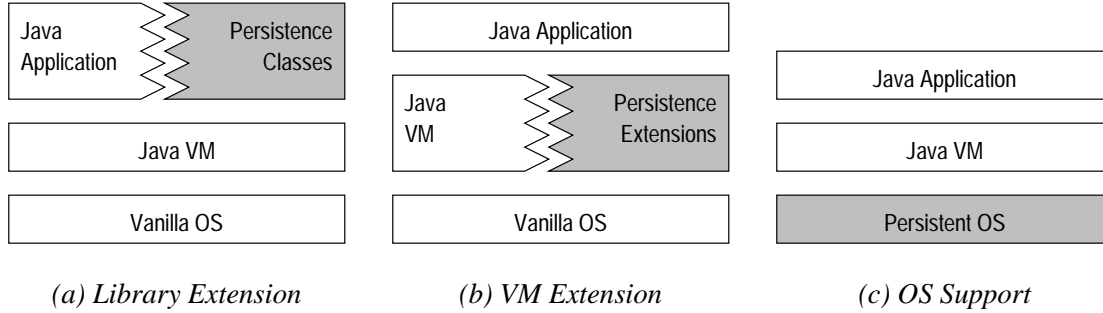 Java
Application
Persistence
Classes
Java VM
Vanilla OS
(a) Library Extension
Java Application
Java
VM
Persistence
Extensions
Vanilla OS
(b) VM Extension
Java Application
Java VM
Persistent OS
(c) OS Support